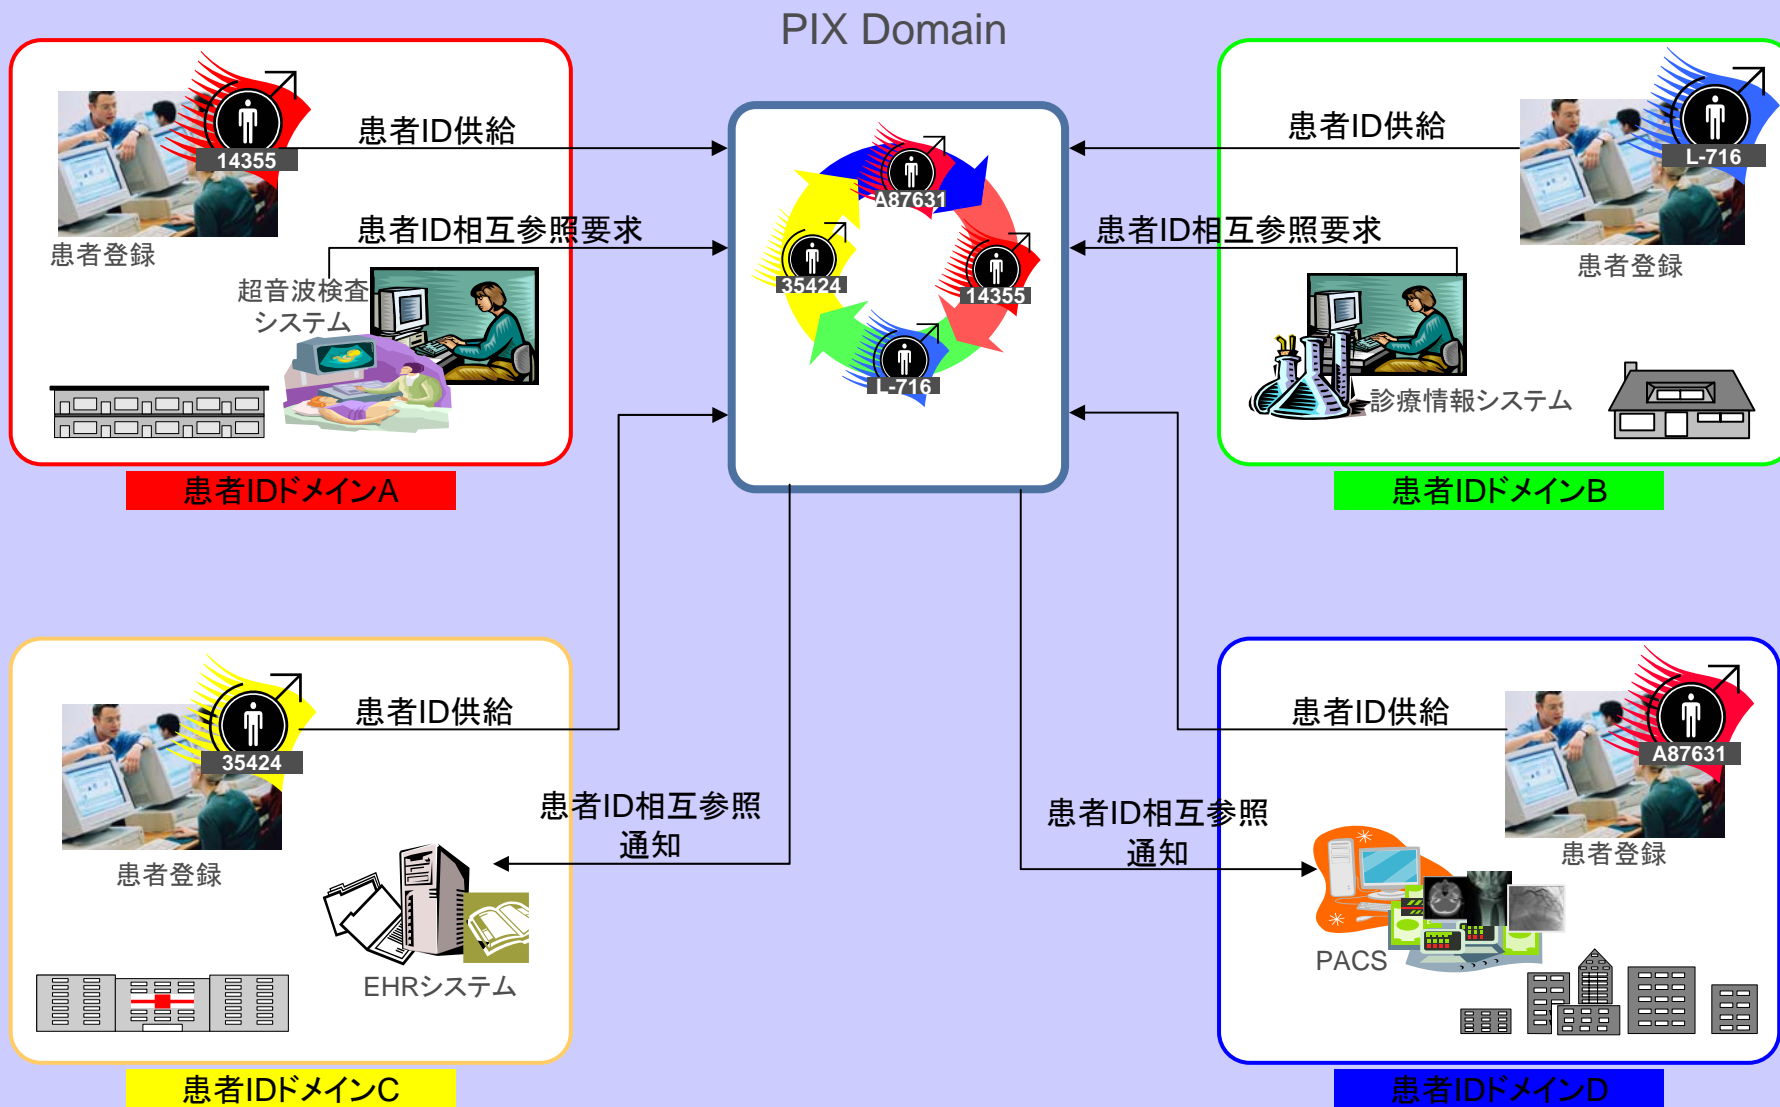 PIX Domain
14355
患者ID供給
患者登録
患者ID相互参照要求
超音波検査
システム
患者IDドメインA
A87631
35424
14355
L-716
患者ID供給
L-716
患者ID相互参照要求
患者登録
診療情報システム
患者IDドメインB
35424
患者ID供給
患者登録
患者ID相互参照
通知
EHRシステム
患者IDドメインC
患者ID供給
A87631
患者ID相互参照
通知
患者登録
PACS
患者IDドメインD